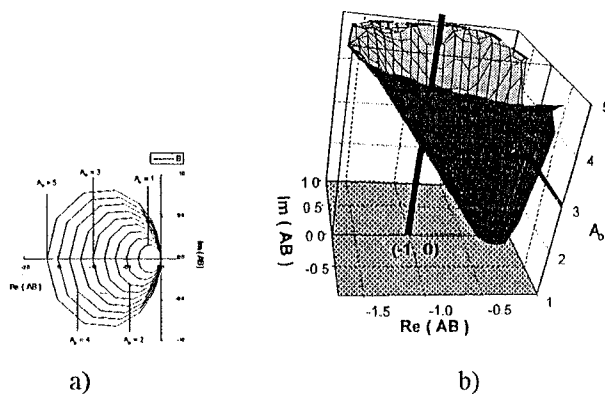 B
A₀ = 5
A₀ = 3
A₀ = 1
Im (AB)
Re (AB)
A₀ = 4
A₀ = 2
a)
5
4
3
2
1
A₀
1 0
0 5
0.0
-0.5
Im ( AB )
(-1, 0)
-1.5
-1.0
-0.5
Re ( AB )
b)